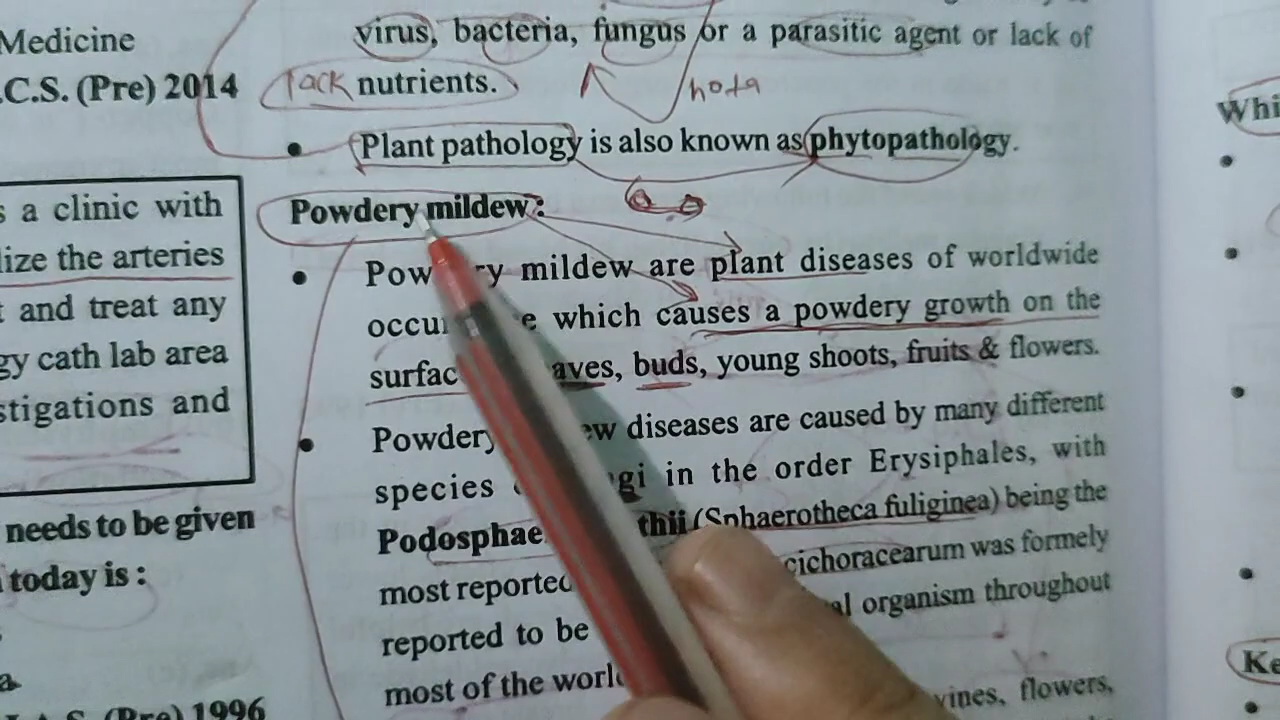 Medicine
.C.S. (Pre) 2014
s a clinic with
lize the arteries
t and treat any
gy cath lab area
stigations and
needs to be given
today is :
a
(Pre) 1996
virus, bacteria, fungus or a parasitic agent or lack of
lack nutrients.
hota
• Plant pathology is also known as phytopathology.
Powdery mildew:
• Pow ry mildew are plant diseases of worldwide
occu e which causes a powdery growth on the
surfac aves, buds, young shoots, fruits & flowers.
• Powdery ew diseases are caused by many different
species gi in the order Erysiphales, with
Podosphae thii (Sphaerotheca fuliginea) being the
most reported cichoracearum was formely
reported to be al organism throughout
most of the worl
vines, flowers,
Whi
•
•
•
•
Ke
•